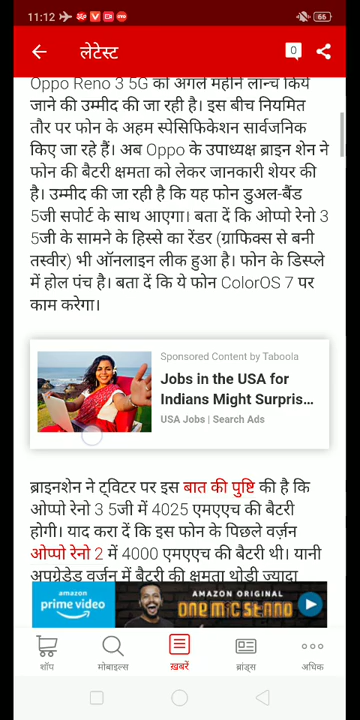 11:12
66
लेटेस्ट
0
Oppo Reno 3 5G को अगले महीने लॉन्च किये
जाने की उम्मीद की जा रही है। इस बीच नियमित
तौर पर फोन के अहम स्पेसिफिकेशन सार्वजनिक
किए जा रहे हैं। अब Oppo के उपाध्यक्ष ब्राइन शेन ने
फोन की बैटरी क्षमता को लेकर जानकारी शेयर की
है। उम्मीद की जा रही है कि यह फोन डुअल-बैंड
5जी सपोर्ट के साथ आएगा। बता दें कि ओप्पो रेनो 3
5जी के सामने के हिस्से का रेंडर (ग्राफिक्स से बनी
तस्वीर) भी ऑनलाइन लीक हुआ है। फोन के डिस्प्ले
में होल पंच है। बता दें कि ये फोन ColorOS 7 पर
काम करेगा।
Sponsored Content by Taboola
Jobs in the USA for
Indians Might Surpris...
USA Jobs | Search Ads
ब्राइनशेन ने ट्विटर पर इस बात की पुष्टि की है कि
ओप्पो रेनो 3 5जी में 4025 एमएएच की बैटरी
होगी। याद करा दें कि इस फोन के पिछले वर्ज़न
ओप्पो रेनो 2 में 4000 एमएएच की बैटरी थी। यानी
अपग्रेडेड वर्जन में बैटरी की क्षमता थोड़ी ज्यादा
amazon
prime video
AMAZON ORIGINAL
ONE MIC STAND
शॉप
मोबाइल्स
ख़बरें
ब्रांड्स
अधिक